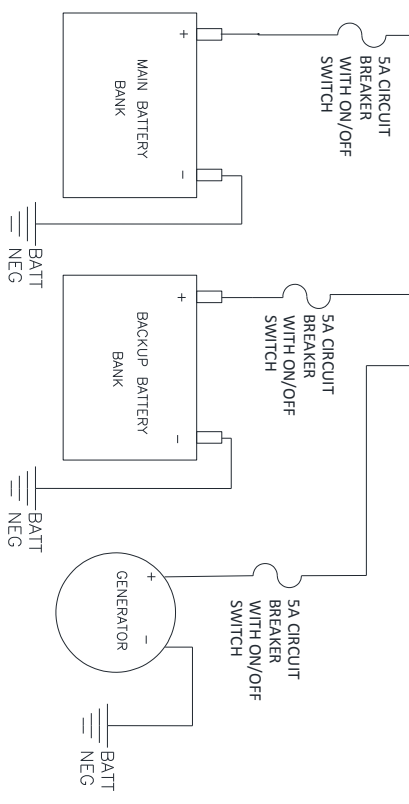 5A CIRCUIT
BREAKER
WITH ON/OFF
SWITCH
+
MAIN BATTERY
BANK
-
BATT
NEG
5A CIRCUIT
BREAKER
WITH ON/OFF
SWITCH
+
BACKUP BATTERY
BANK
-
BATT
NEG
5A CIRCUIT
BREAKER
WITH ON/OFF
SWITCH
+
GENERATOR
-
BATT
NEG